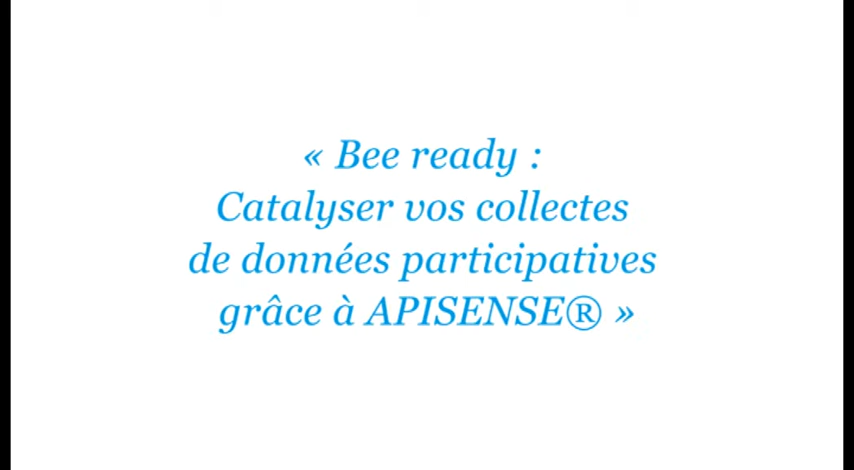 « Bee ready :
Catalyser vos collectes
de données participatives
grâce à APISENSE® »